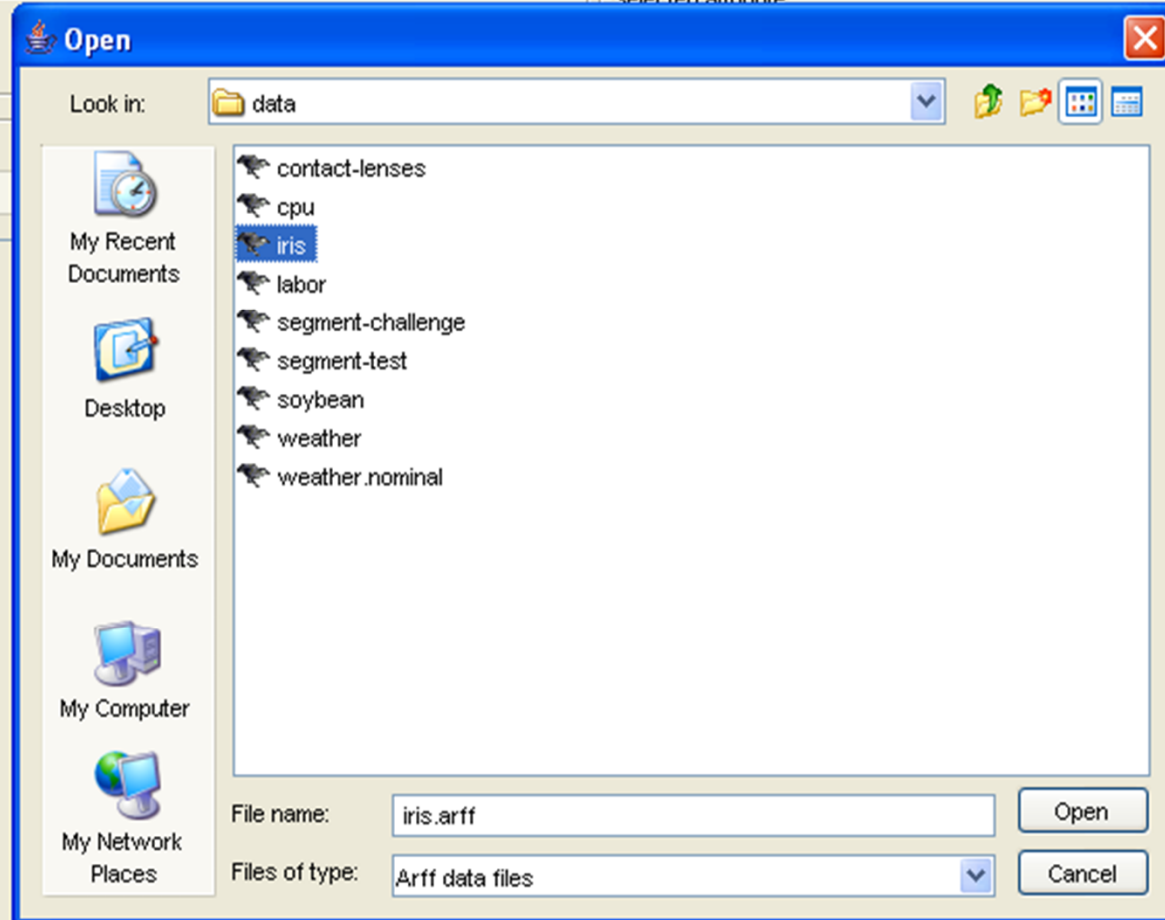 Selected attribute
Open
Look in:
data
My Recent
Documents
Desktop
My Documents
My Computer
My Network
Places
contact-lenses
cpu
iris
labor
segment-challenge
segment-test
soybean
weather
weather.nominal
File name:
iris.arff
Open
Files of type:
Arff data files
Cancel